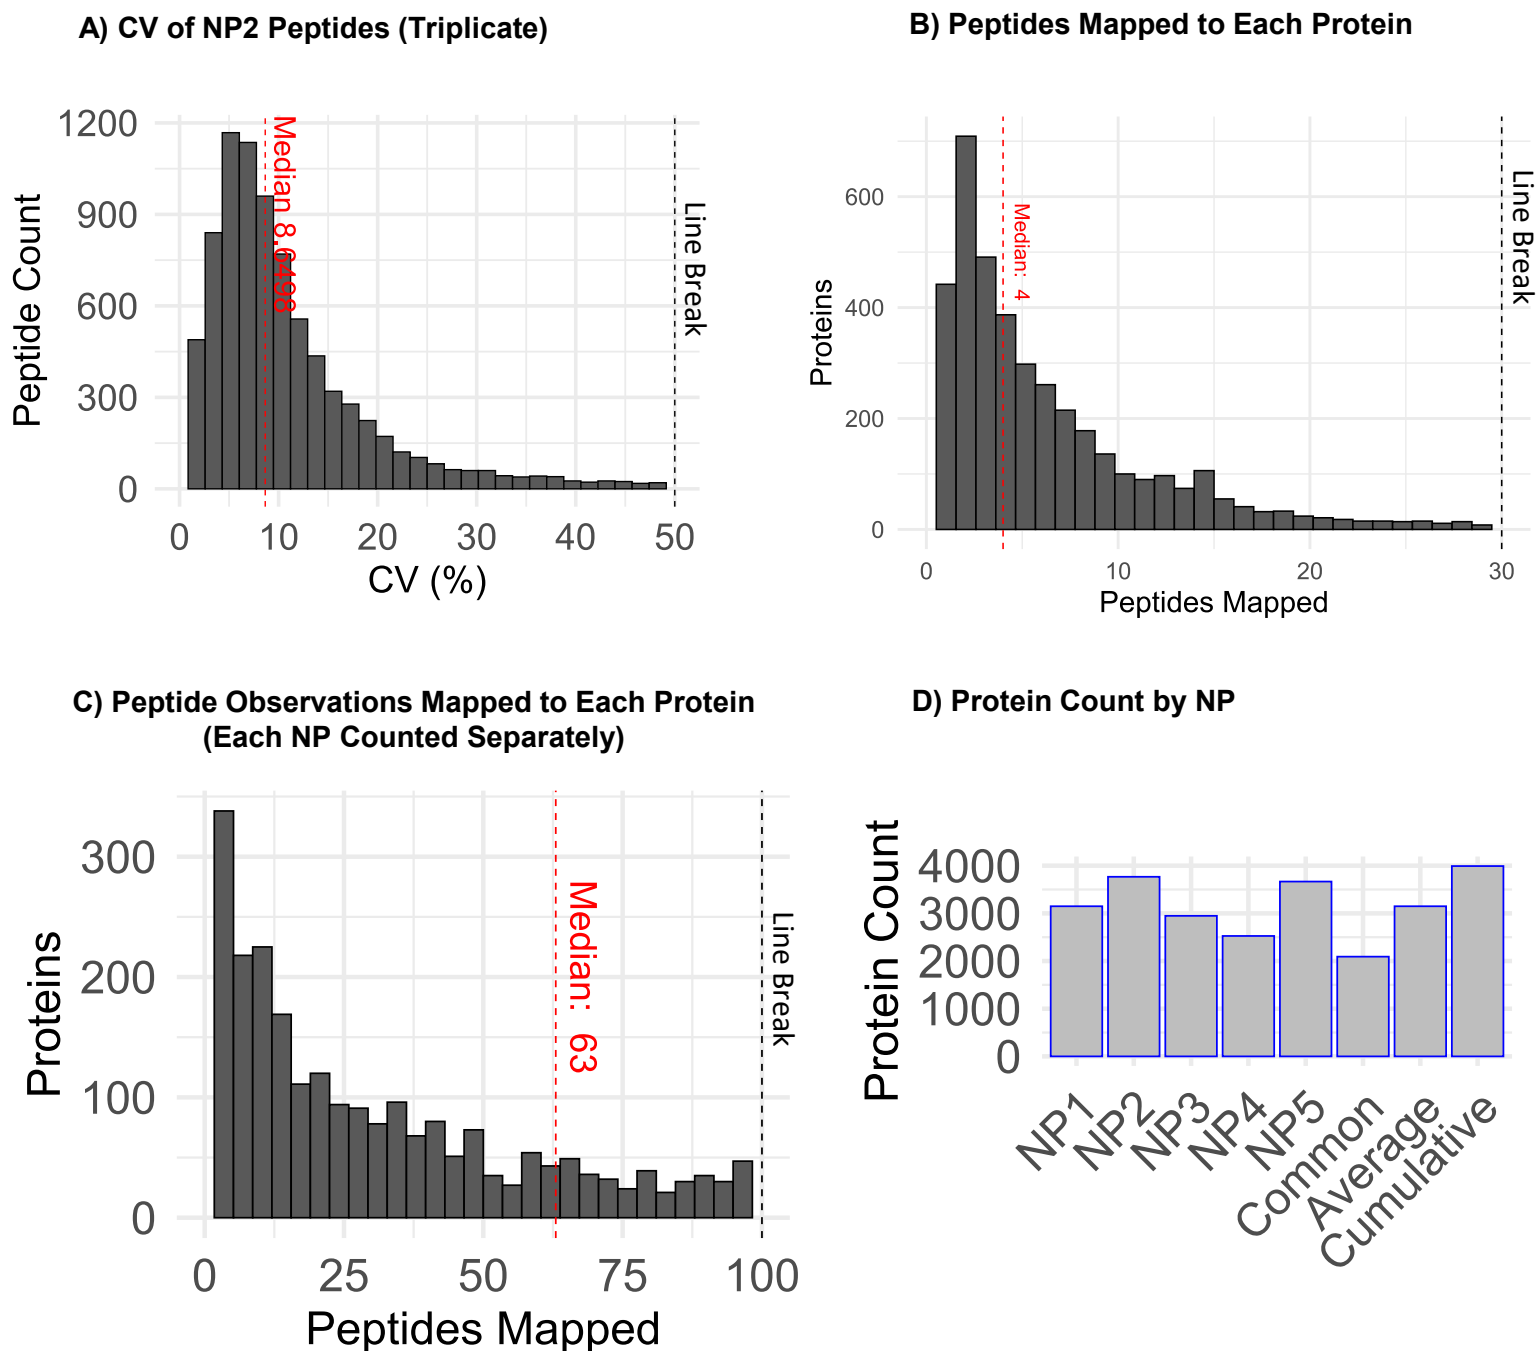 A) CV of NP2 Peptides (Triplicate)
1200
900
600
300
0
Peptide Count
Median 8.6498
Line Break
0 10 20 30 40 50
CV (%)
B) Peptides Mapped to Each Protein
600
400
200
0
Proteins
Median: 4
Line Break
0 10 20 30
Peptides Mapped
C) Peptide Observations Mapped to Each Protein
(Each NP Counted Separately)
300
200
100
0
Proteins
Median: 63
Line Break
0 25 50 75 100
Peptides Mapped
D) Protein Count by NP
4000
3000
2000
1000
0
Protein Count
NP1
NP2
NP3
NP4
NP5
Common
Average
Cumulative